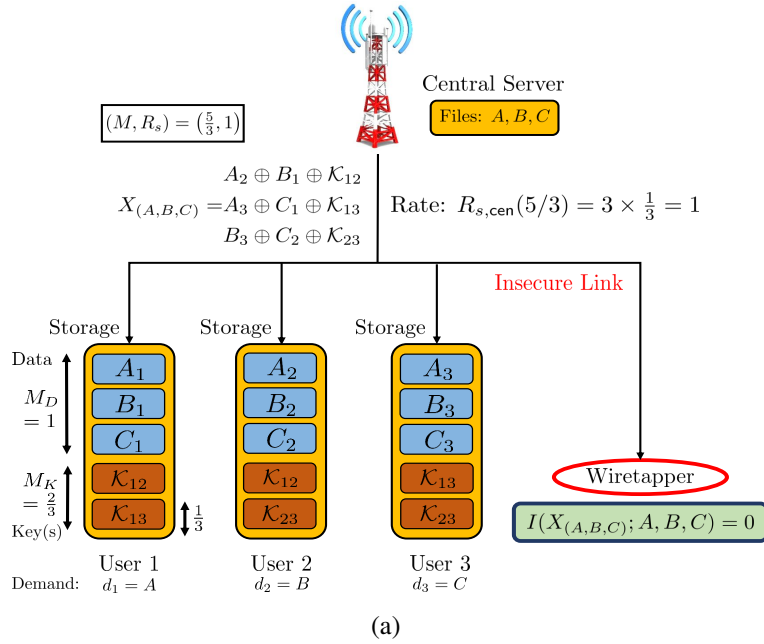 Central Server
Files: A, B, C
(M, R_s) = (5/3, 1)
A_2 ⊕ B_1 ⊕ 𝒦_12
X_(A,B,C) = A_3 ⊕ C_1 ⊕ 𝒦_13
B_3 ⊕ C_2 ⊕ 𝒦_23
Rate: R_s,cen(5/3) = 3 × 1/3 = 1
Insecure Link
Storage Storage Storage
Data
M_D = 1
A_1 A_2 A_3
B_1 B_2 B_3
C_1 C_2 C_3
M_K = 2/3
𝒦_12 𝒦_12 𝒦_13
𝒦_13 𝒦_23 𝒦_23
1/3
Key(s)
Wiretapper
I(X_(A,B,C); A, B, C) = 0
User 1 User 2 User 3
Demand: d_1 = A d_2 = B d_3 = C
(a)